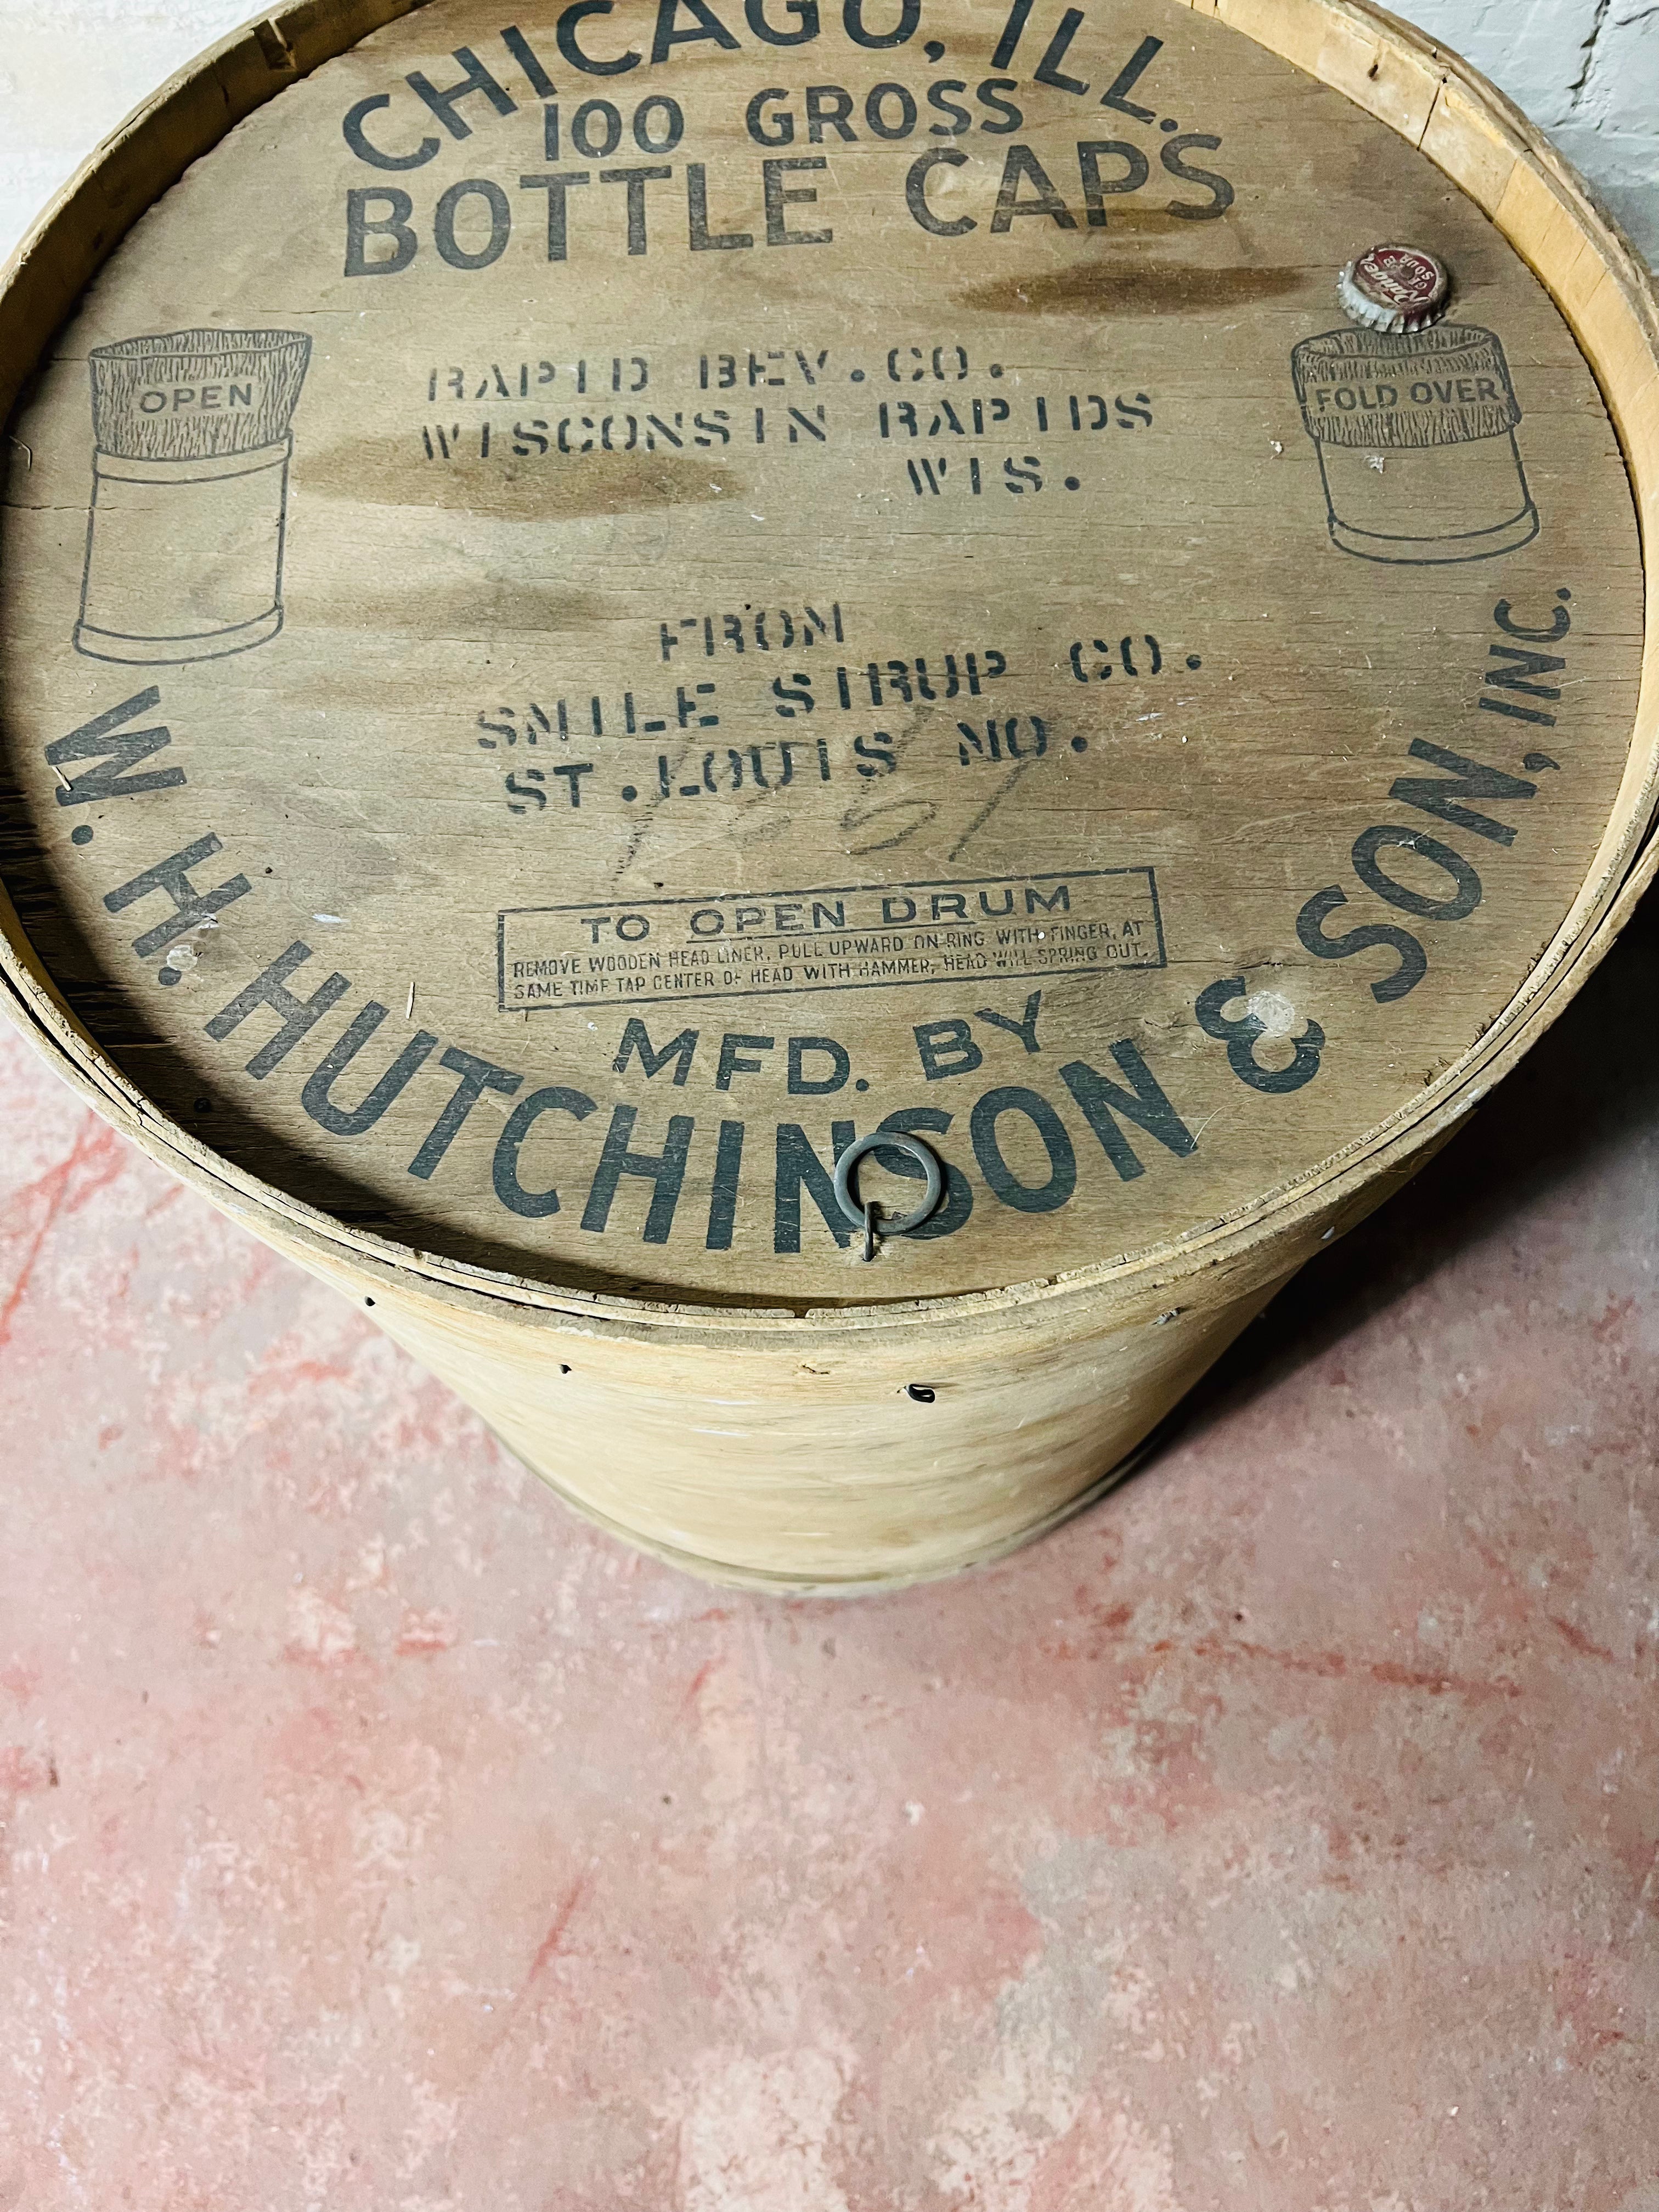 CHICAGO, ILL.
100 GROSS
BOTTLE CAPS
Ranger
SOUR
OPEN
FOLD OVER
RAPID BEV.CO.
WISCONSIN RAPIDS
WIS.
FROM
SMILE SIRUP CO.
ST.LOUIS MO.
TO OPEN DRUM
REMOVE WOODEN HEAD LINER, PULL UPWARD ON RING WITH FINGER, AT
SAME TIME TAP CENTER OF HEAD WITH HAMMER, HEAD WILL SPRING OUT.
MFD. BY
W. H. HUTCHINSON & SON, INC.